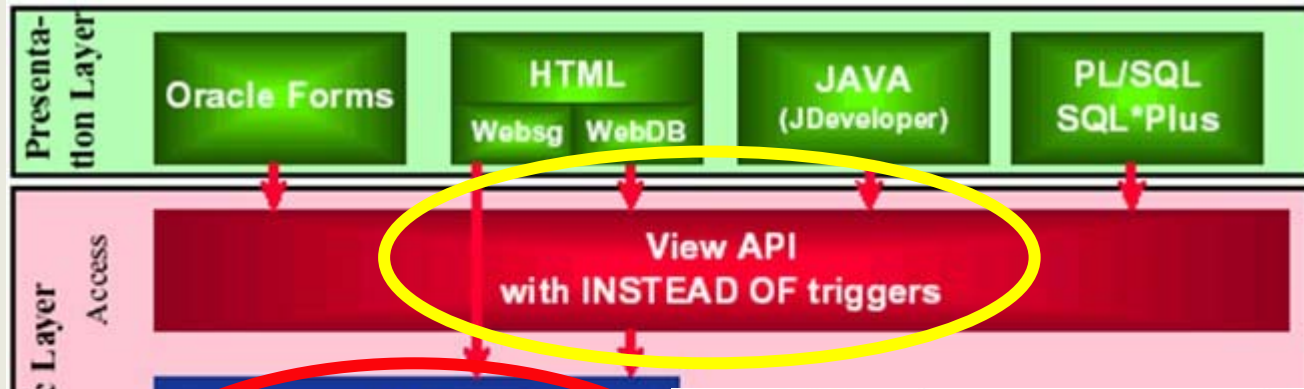 Presenta-
tion Layer
Oracle Forms
HTML
Websg WebDB
JAVA
(JDeveloper)
PL/SQL
SQL*Plus
Access
Layer
View API
with INSTEAD OF triggers